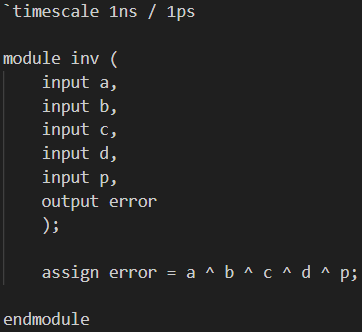 `timescale 1ns / 1ps
module inv (
input a,
input b,
input c,
input d,
input p,
output error
);
assign error = a ^ b ^ c ^ d ^ p;
endmodule